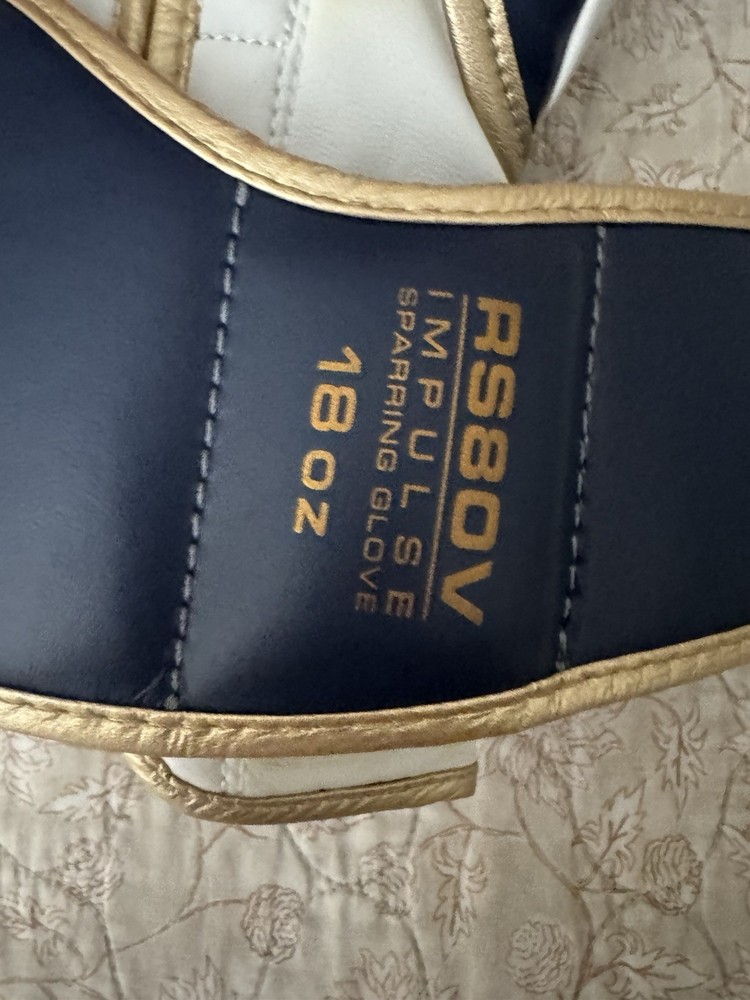 RS80V
IMPULSE
SPARRING GLOVE
18 OZ